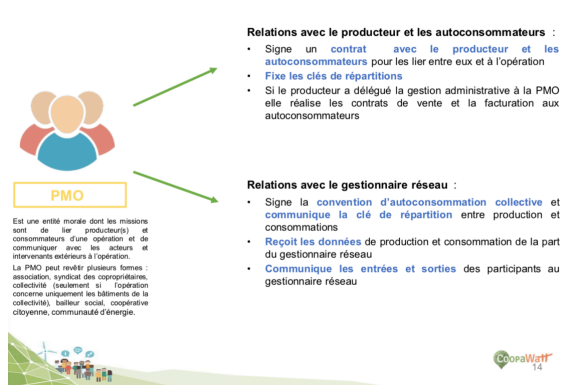 Relations avec le producteur et les autoconsommateurs :
• Signe un contrat avec le producteur et les
autoconsommateurs pour les lier entre eux et à l'opération
• Fixe les clés de répartitions
• Si le producteur a délégué la gestion administrative à la PMO
elle réalise les contrats de vente et la facturation aux
autoconsommateurs
PMO
Est une entité morale dont les missions
sont de lier producteur(s) et
consommateurs d'une opération et de
communiquer avec les acteurs et
intervenants extérieurs à l'opération.
La PMO peut revêtir plusieurs formes :
association, syndicat des copropriétaires,
collectivité (seulement si l'opération
concerne uniquement les bâtiments de la
collectivité), bailleur social, coopérative
citoyenne, communauté d'énergie.
Relations avec le gestionnaire réseau :
• Signe la convention d'autoconsommation collective et
communique la clé de répartition entre production et
consommations
• Reçoit les données de production et consommation de la part
du gestionnaire réseau
• Communique les entrées et sorties des participants au
gestionnaire réseau
CoopaWatt
14